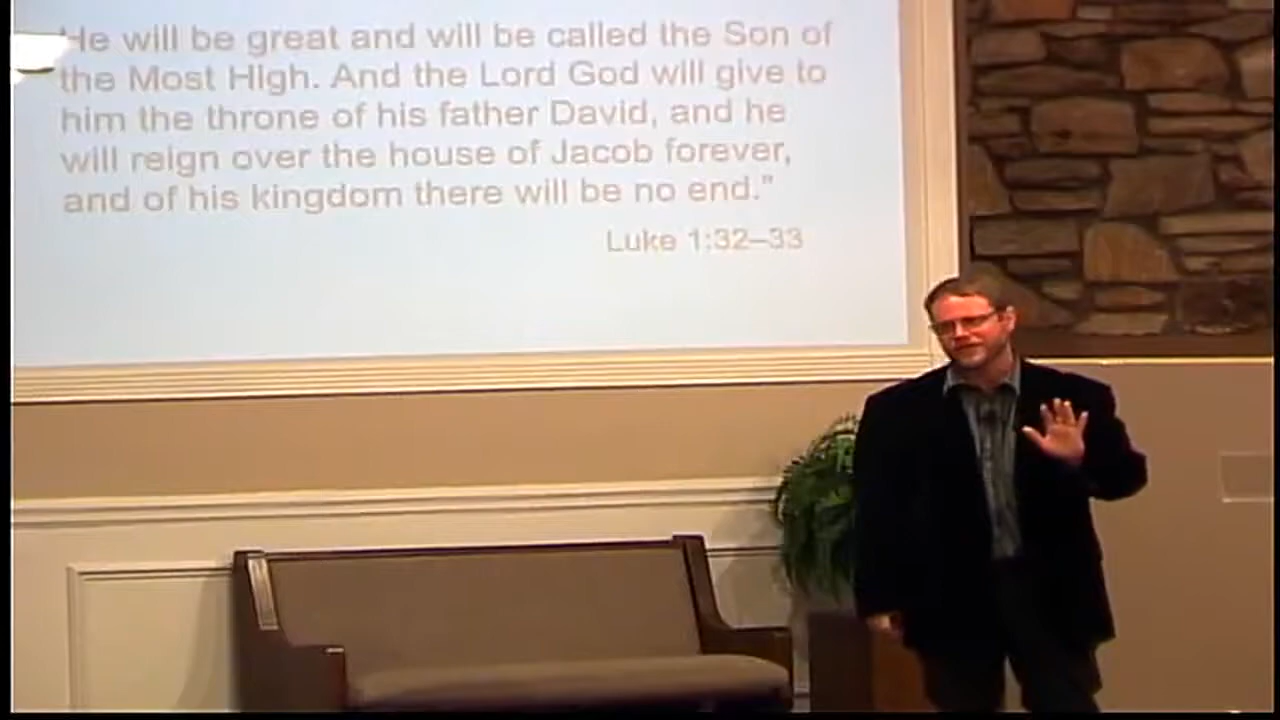 He will be great and will be called the Son of
the Most High. And the Lord God will give to
him the throne of his father David, and he
will reign over the house of Jacob forever,
and of his kingdom there will be no end.”
Luke 1:32–33